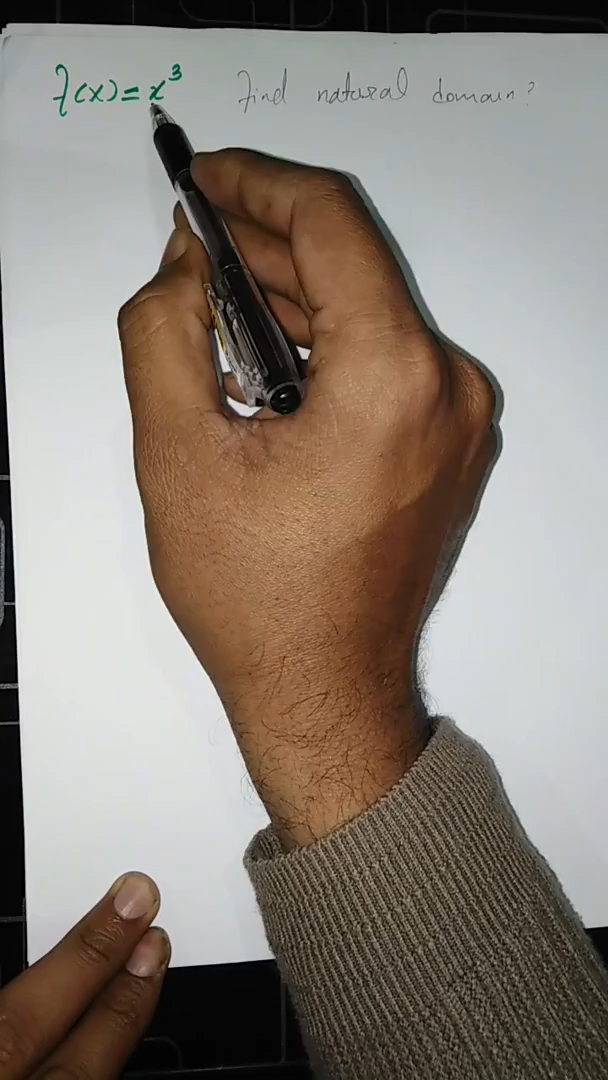 f(x) = x³ Find natural domain?